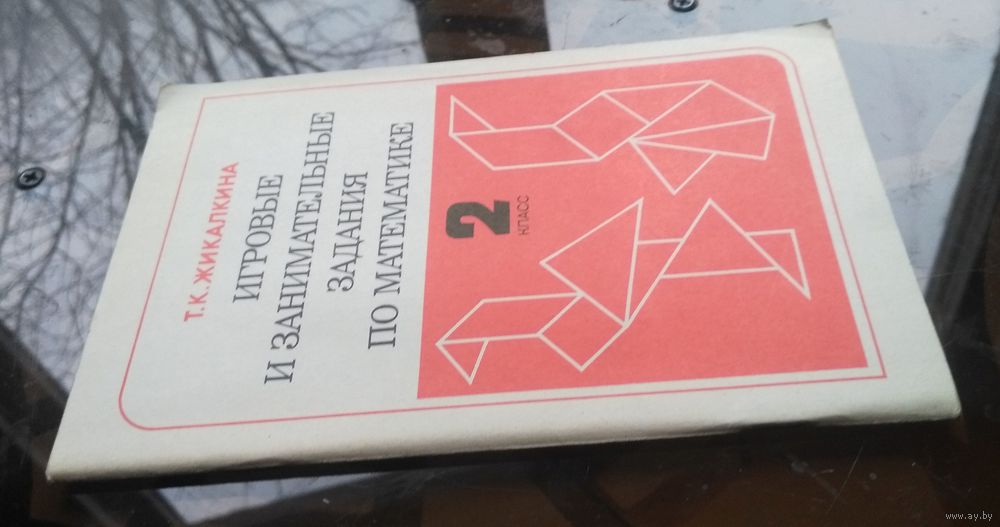 Т.К.ЖИКАЛКИНА
ИГРОВЫЕ
И ЗАНИМАТЕЛЬНЫЕ
ЗАДАНИЯ
ПО МАТЕМАТИКЕ
2
КЛАСС
www.ay.by